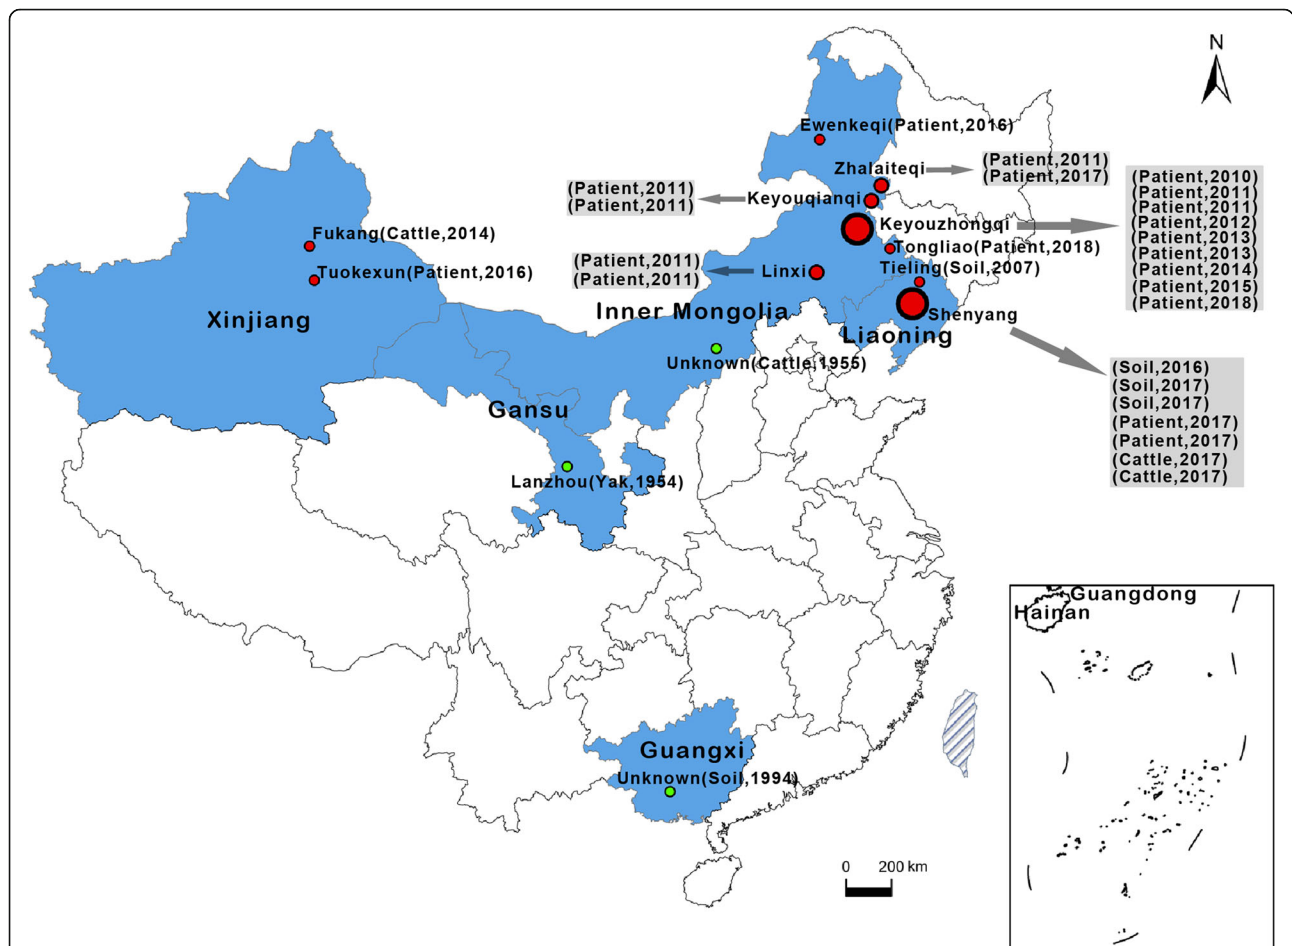 N
Ewenkeqi(Patient,2016)
Zhalaiteqi
(Patient,2011)
(Patient,2017)
(Patient,2011)
(Patient,2011)
Keyouqianqi
Keyouzhongqi
(Patient,2010)
(Patient,2011)
(Patient,2011)
(Patient,2012)
(Patient,2013)
(Patient,2013)
(Patient,2014)
(Patient,2015)
(Patient,2018)
Fukang(Cattle,2014)
Tongliao(Patient,2018)
Tuokexun(Patient,2016)
(Patient,2011)
(Patient,2011)
Linxi
Tieling(Soil,2007)
Xinjiang
Inner Mongolia
Shenyang
Liaoning
Unknown(Cattle,1955)
(Soil,2016)
(Soil,2017)
(Soil,2017)
(Patient,2017)
(Patient,2017)
(Cattle,2017)
(Cattle,2017)
Gansu
Lanzhou(Yak,1954)
Guangdong
Hainan
Guangxi
Unknown(Soil,1994)
0 200 km